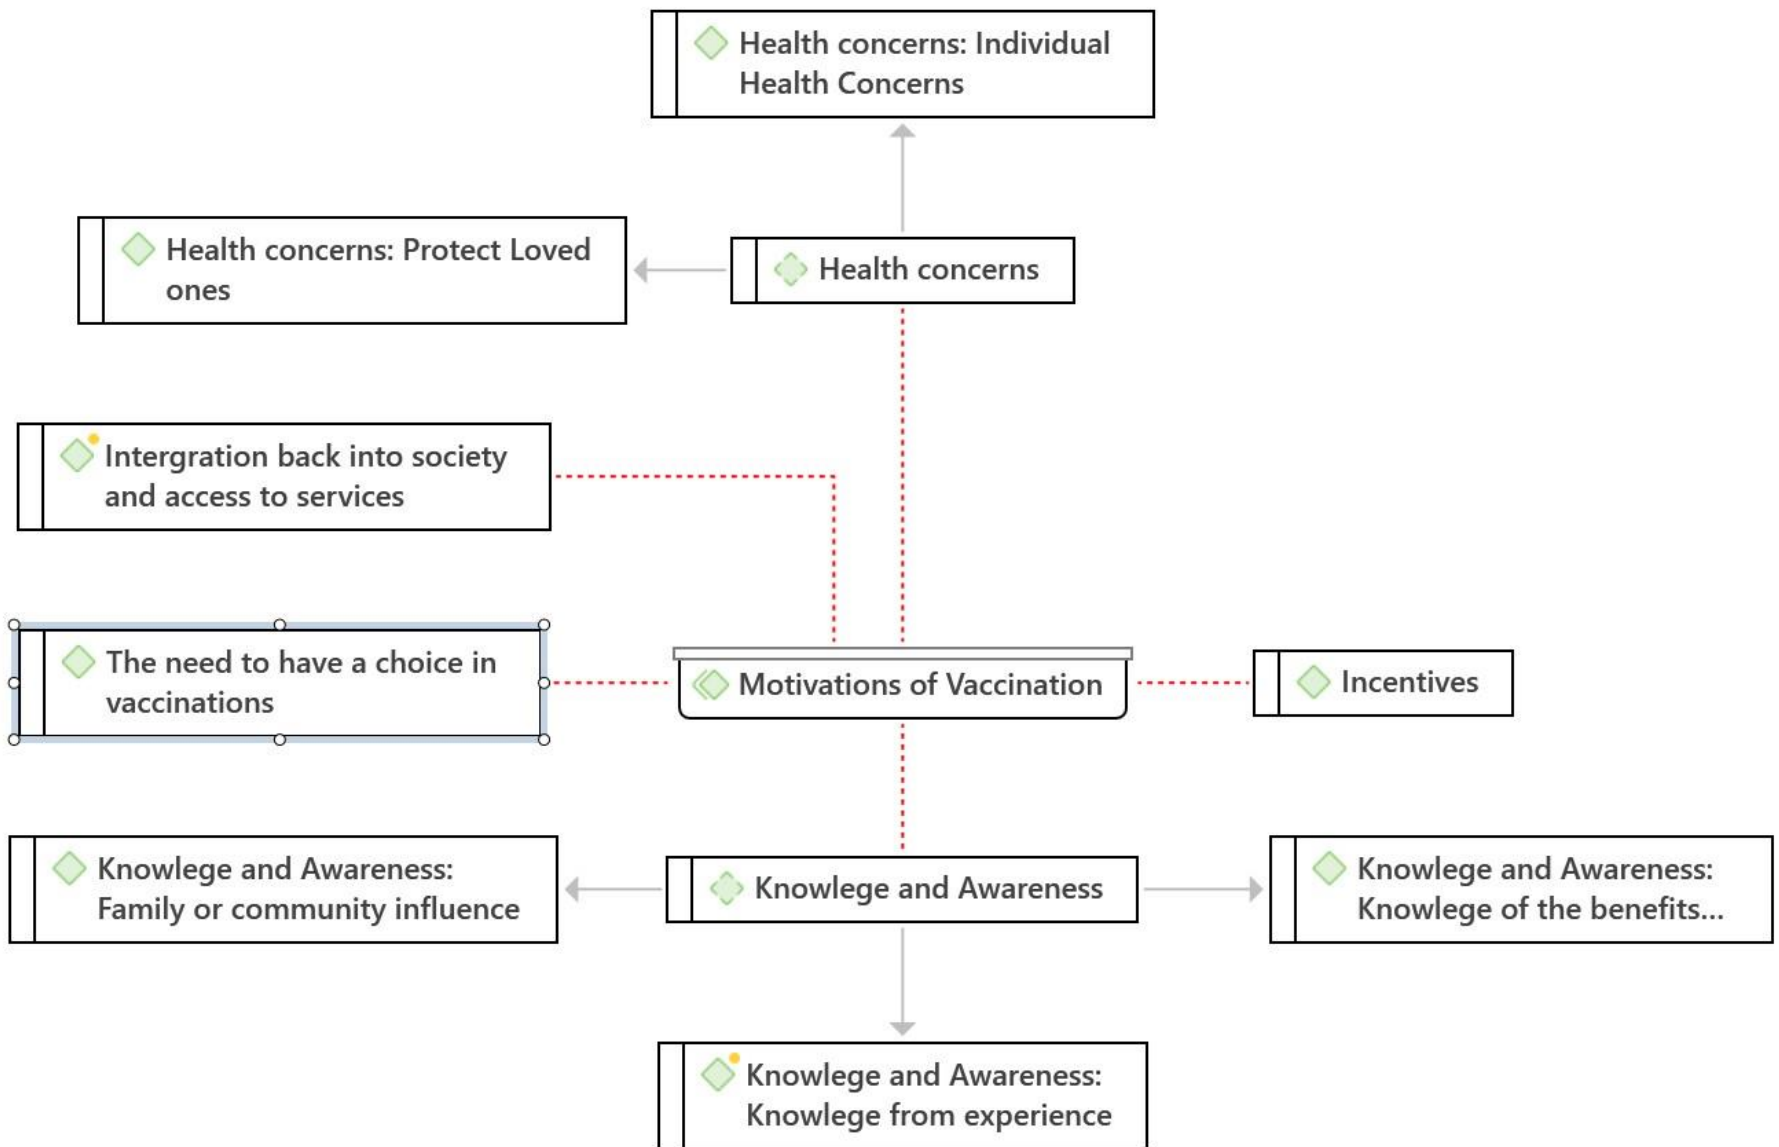 Health concerns: Individual
Health Concerns
Health concerns: Protect Loved
ones
Health concerns
Intergration back into society
and access to services
The need to have a choice in
vaccinations
Motivations of Vaccination
Incentives
Knowlege and Awareness:
Family or community influence
Knowlege and Awareness
Knowlege and Awareness:
Knowlege of the benefits...
Knowlege and Awareness:
Knowlege from experience